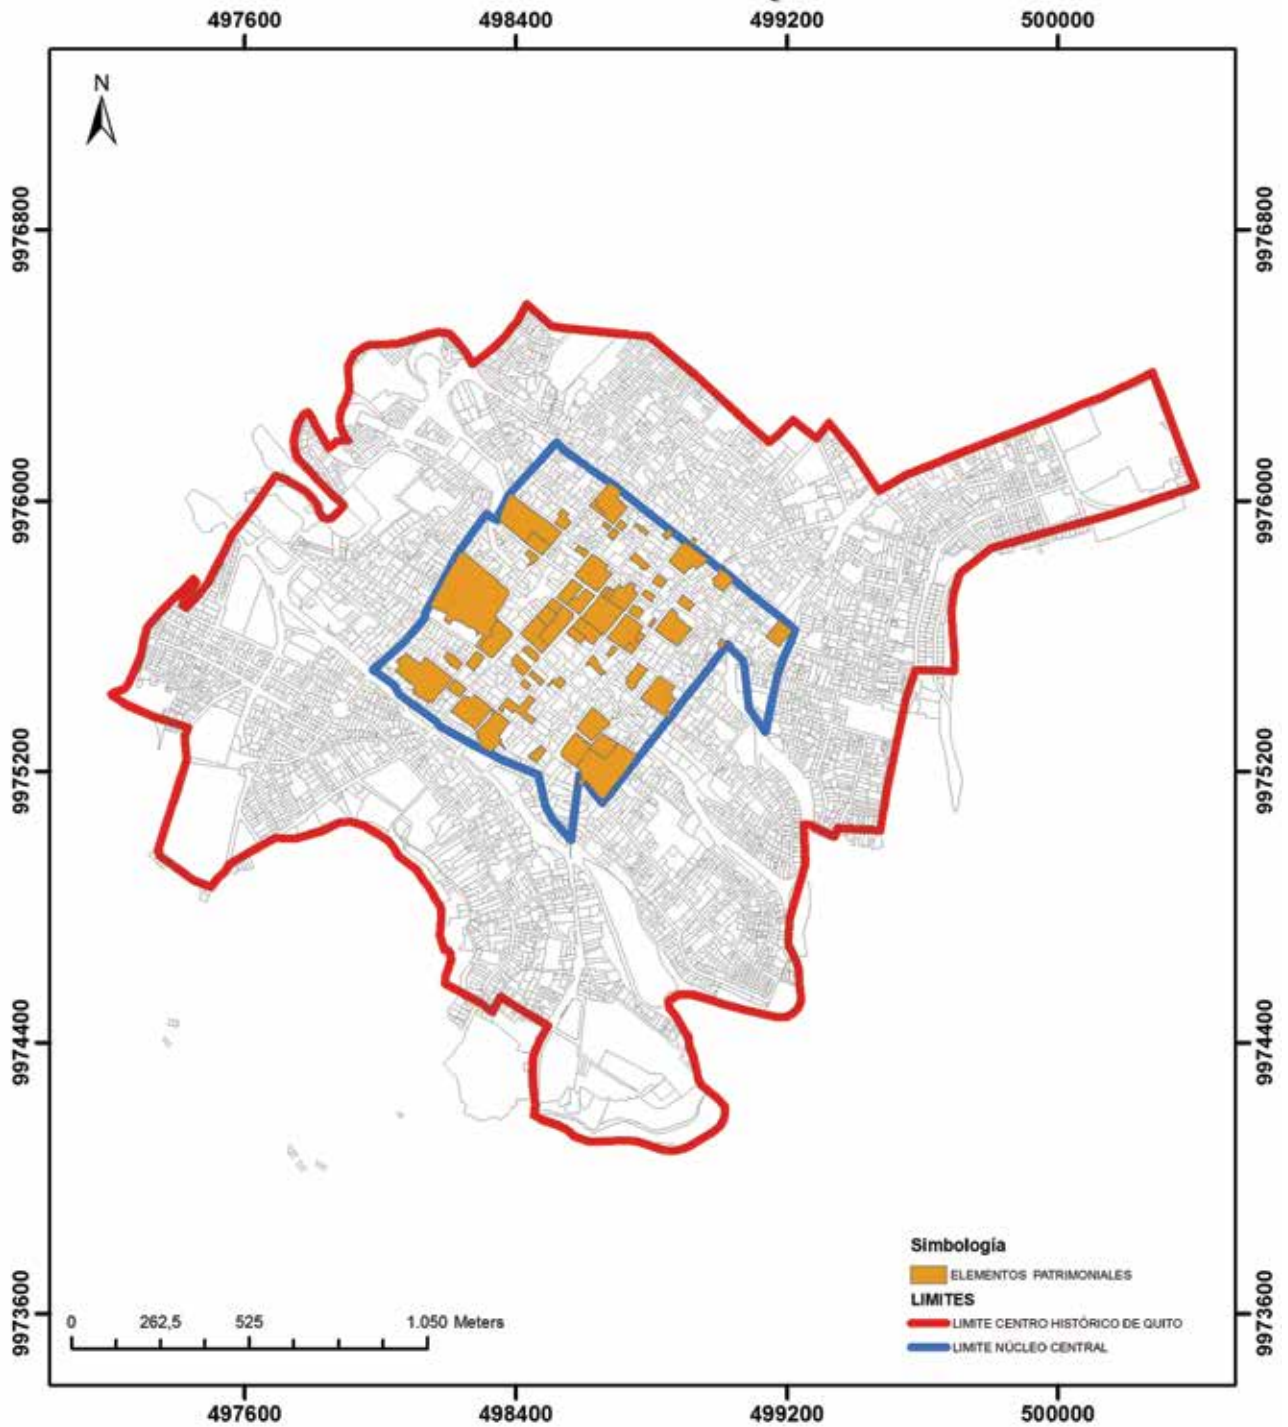 497600 498400 499200 500000
N
9976800 9976800
9976000 9976000
9975200 9975200
9974400 9974400
9973600 9973600
Simbología
ELEMENTOS PATRIMONIALES
LIMITES
LIMITE CENTRO HISTÓRICO DE QUITO
LIMITE NÚCLEO CENTRAL
0 262,5 525 1.050 Meters
497600 498400 499200 500000